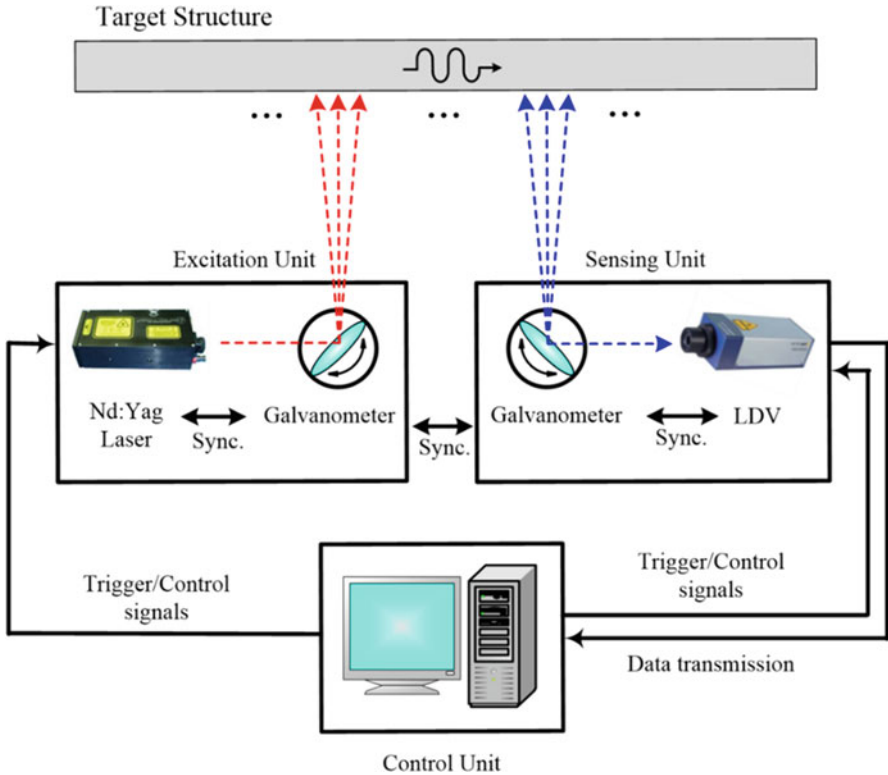 Target Structure
...
...
...
Excitation Unit
Sensing Unit
Nd:Yag
Laser
Sync.
Galvanometer
Sync.
Galvanometer
Sync.
LDV
Trigger/Control
signals
Trigger/Control
signals
Data transmission
Control Unit